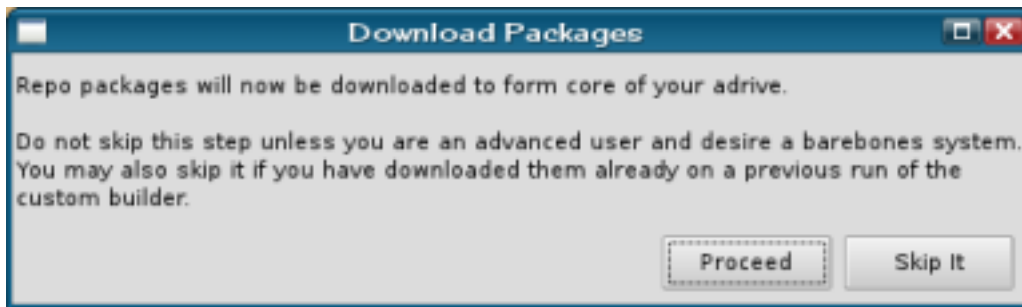 Download Packages
Repo packages will now be downloaded to form core of your adrive.
Do not skip this step unless you are an advanced user and desire a barebones system.
You may also skip it if you have downloaded them already on a previous run of the
custom builder.
Proceed
Skip It